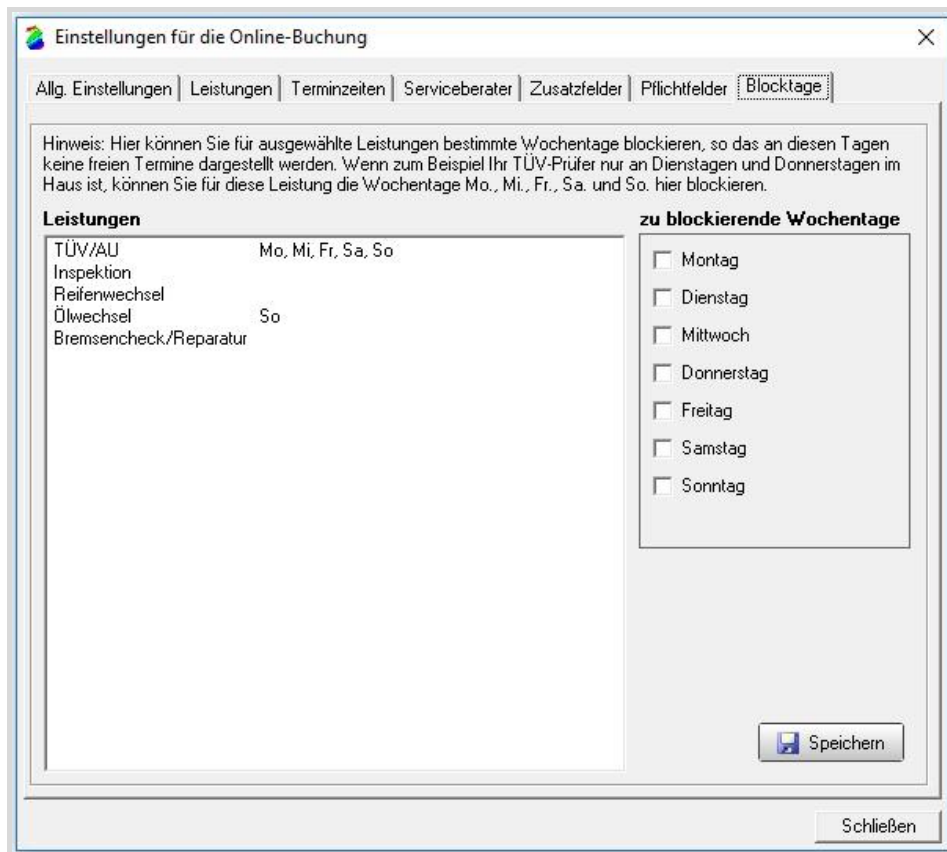 Einstellungen für die Online-Buchung
Allg. Einstellungen Leistungen Terminzeiten Serviceberater Zusatzfelder Pflichtfelder Blocktage
Hinweis: Hier können Sie für ausgewählte Leistungen bestimmte Wochentage blockieren, so das an diesen Tagen
keine freien Termine dargestellt werden. Wenn zum Beispiel Ihr TÜV-Prüfer nur an Dienstagen und Donnerstagen im
Haus ist, können Sie für diese Leistung die Wochentage Mo., Mi., Fr., Sa. und So. hier blockieren.
Leistungen
TÜV/AU Mo, Mi, Fr, Sa, So
Inspektion
Reifenwechsel
Ölwechsel So
Bremsencheck/Reparatur
zu blockierende Wochentage
Montag
Dienstag
Mittwoch
Donnerstag
Freitag
Samstag
Sonntag
Speichern
Schließen